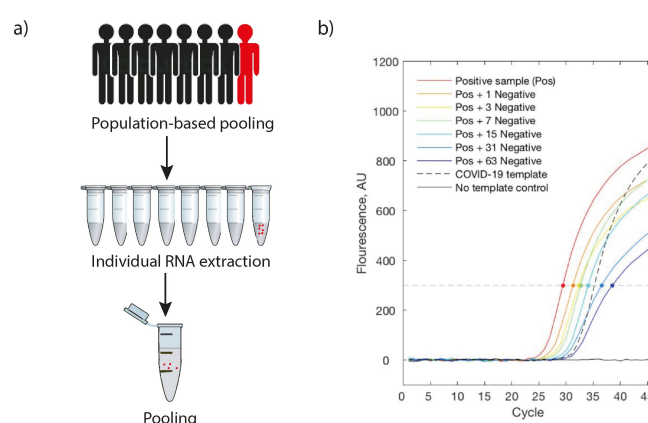 a)
Population-based pooling
Individual RNA extraction
Pooling
b)
1200
1000
800
600
400
200
0
Flourescence, AU
Positive sample (Pos)
Pos + 1 Negative
Pos + 3 Negative
Pos + 7 Negative
Pos + 15 Negative
Pos + 31 Negative
Pos + 63 Negative
COVID-19 template
No template control
0 5 10 15 20 25 30 35 40 45
Cycle